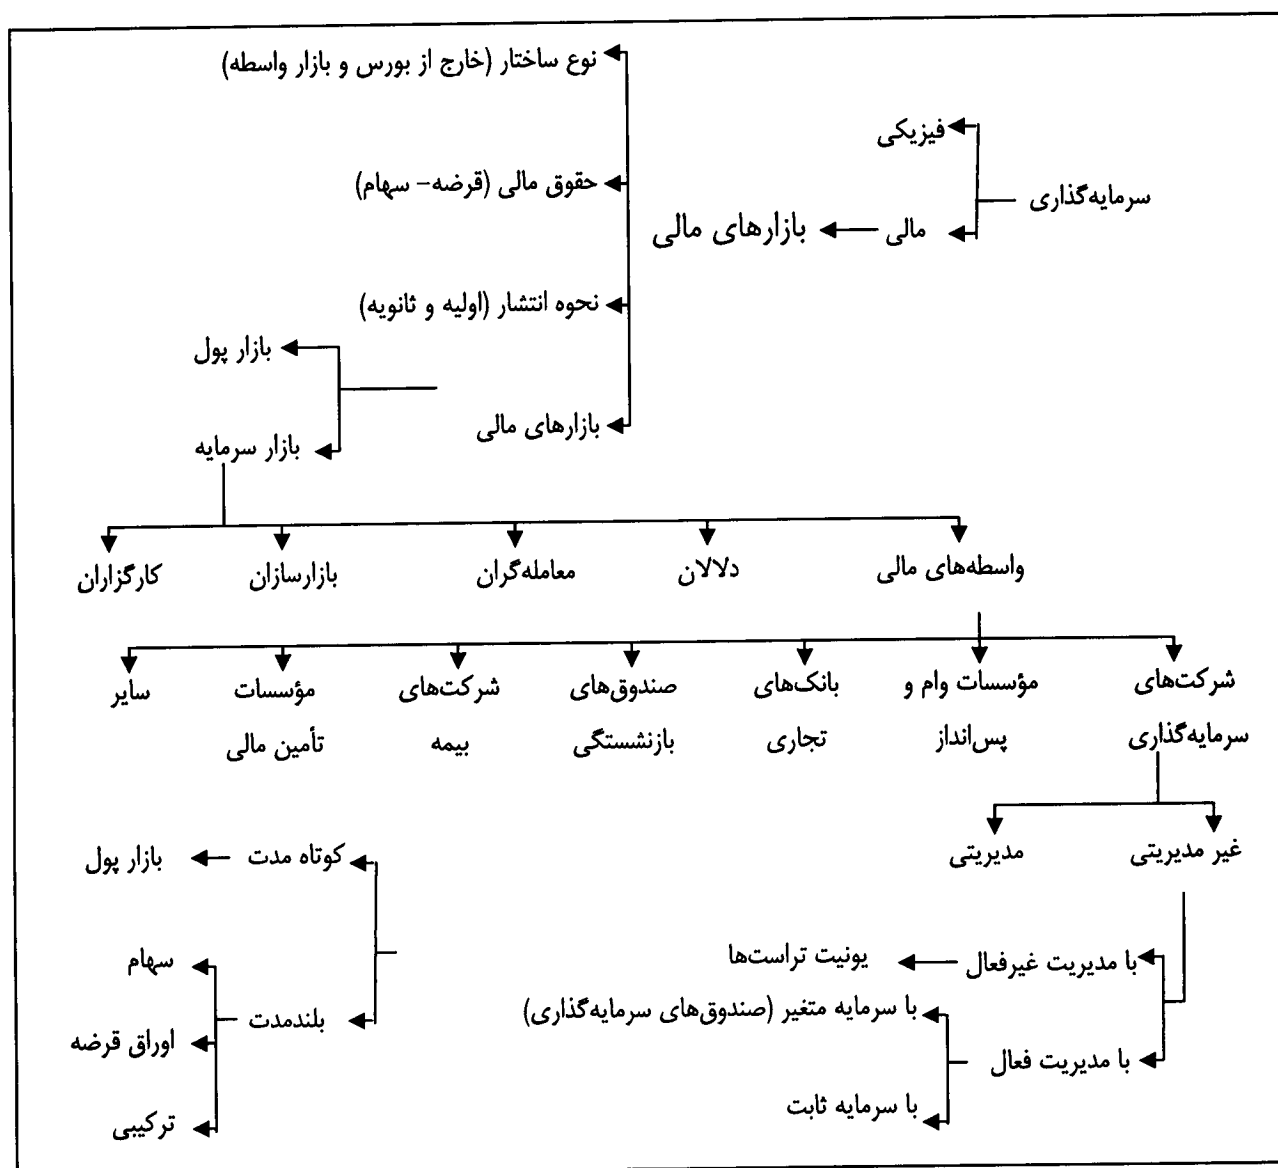 نوع ساختار (خارج از بورس و بازار واسطه)
فیزیکی
حقوق مالی (قرضه- سهام)
سرمایه‌گذاری
مالی
بازارهای مالی
نحوه انتشار (اولیه و ثانویه)
بازار پول
بازارهای مالی
بازار سرمایه
واسطه‌های مالی
دلالان
معامله‌گران
بازارسازان
کارگزاران
شرکت‌های
سرمایه‌گذاری
مؤسسات وام و
پس‌انداز
بانک‌های
تجاری
صندوق‌های
بازنشستگی
شرکت‌های
بیمه
مؤسسات
تأمین مالی
سایر
غیر مدیریتی
مدیریتی
کوتاه مدت
بازار پول
با مدیریت غیرفعال
یونیت تراست‌ها
سهام
با سرمایه متغیر (صندوق‌های سرمایه‌گذاری)
بلندمدت
اوراق قرضه
با مدیریت فعال
با سرمایه ثابت
ترکیبی